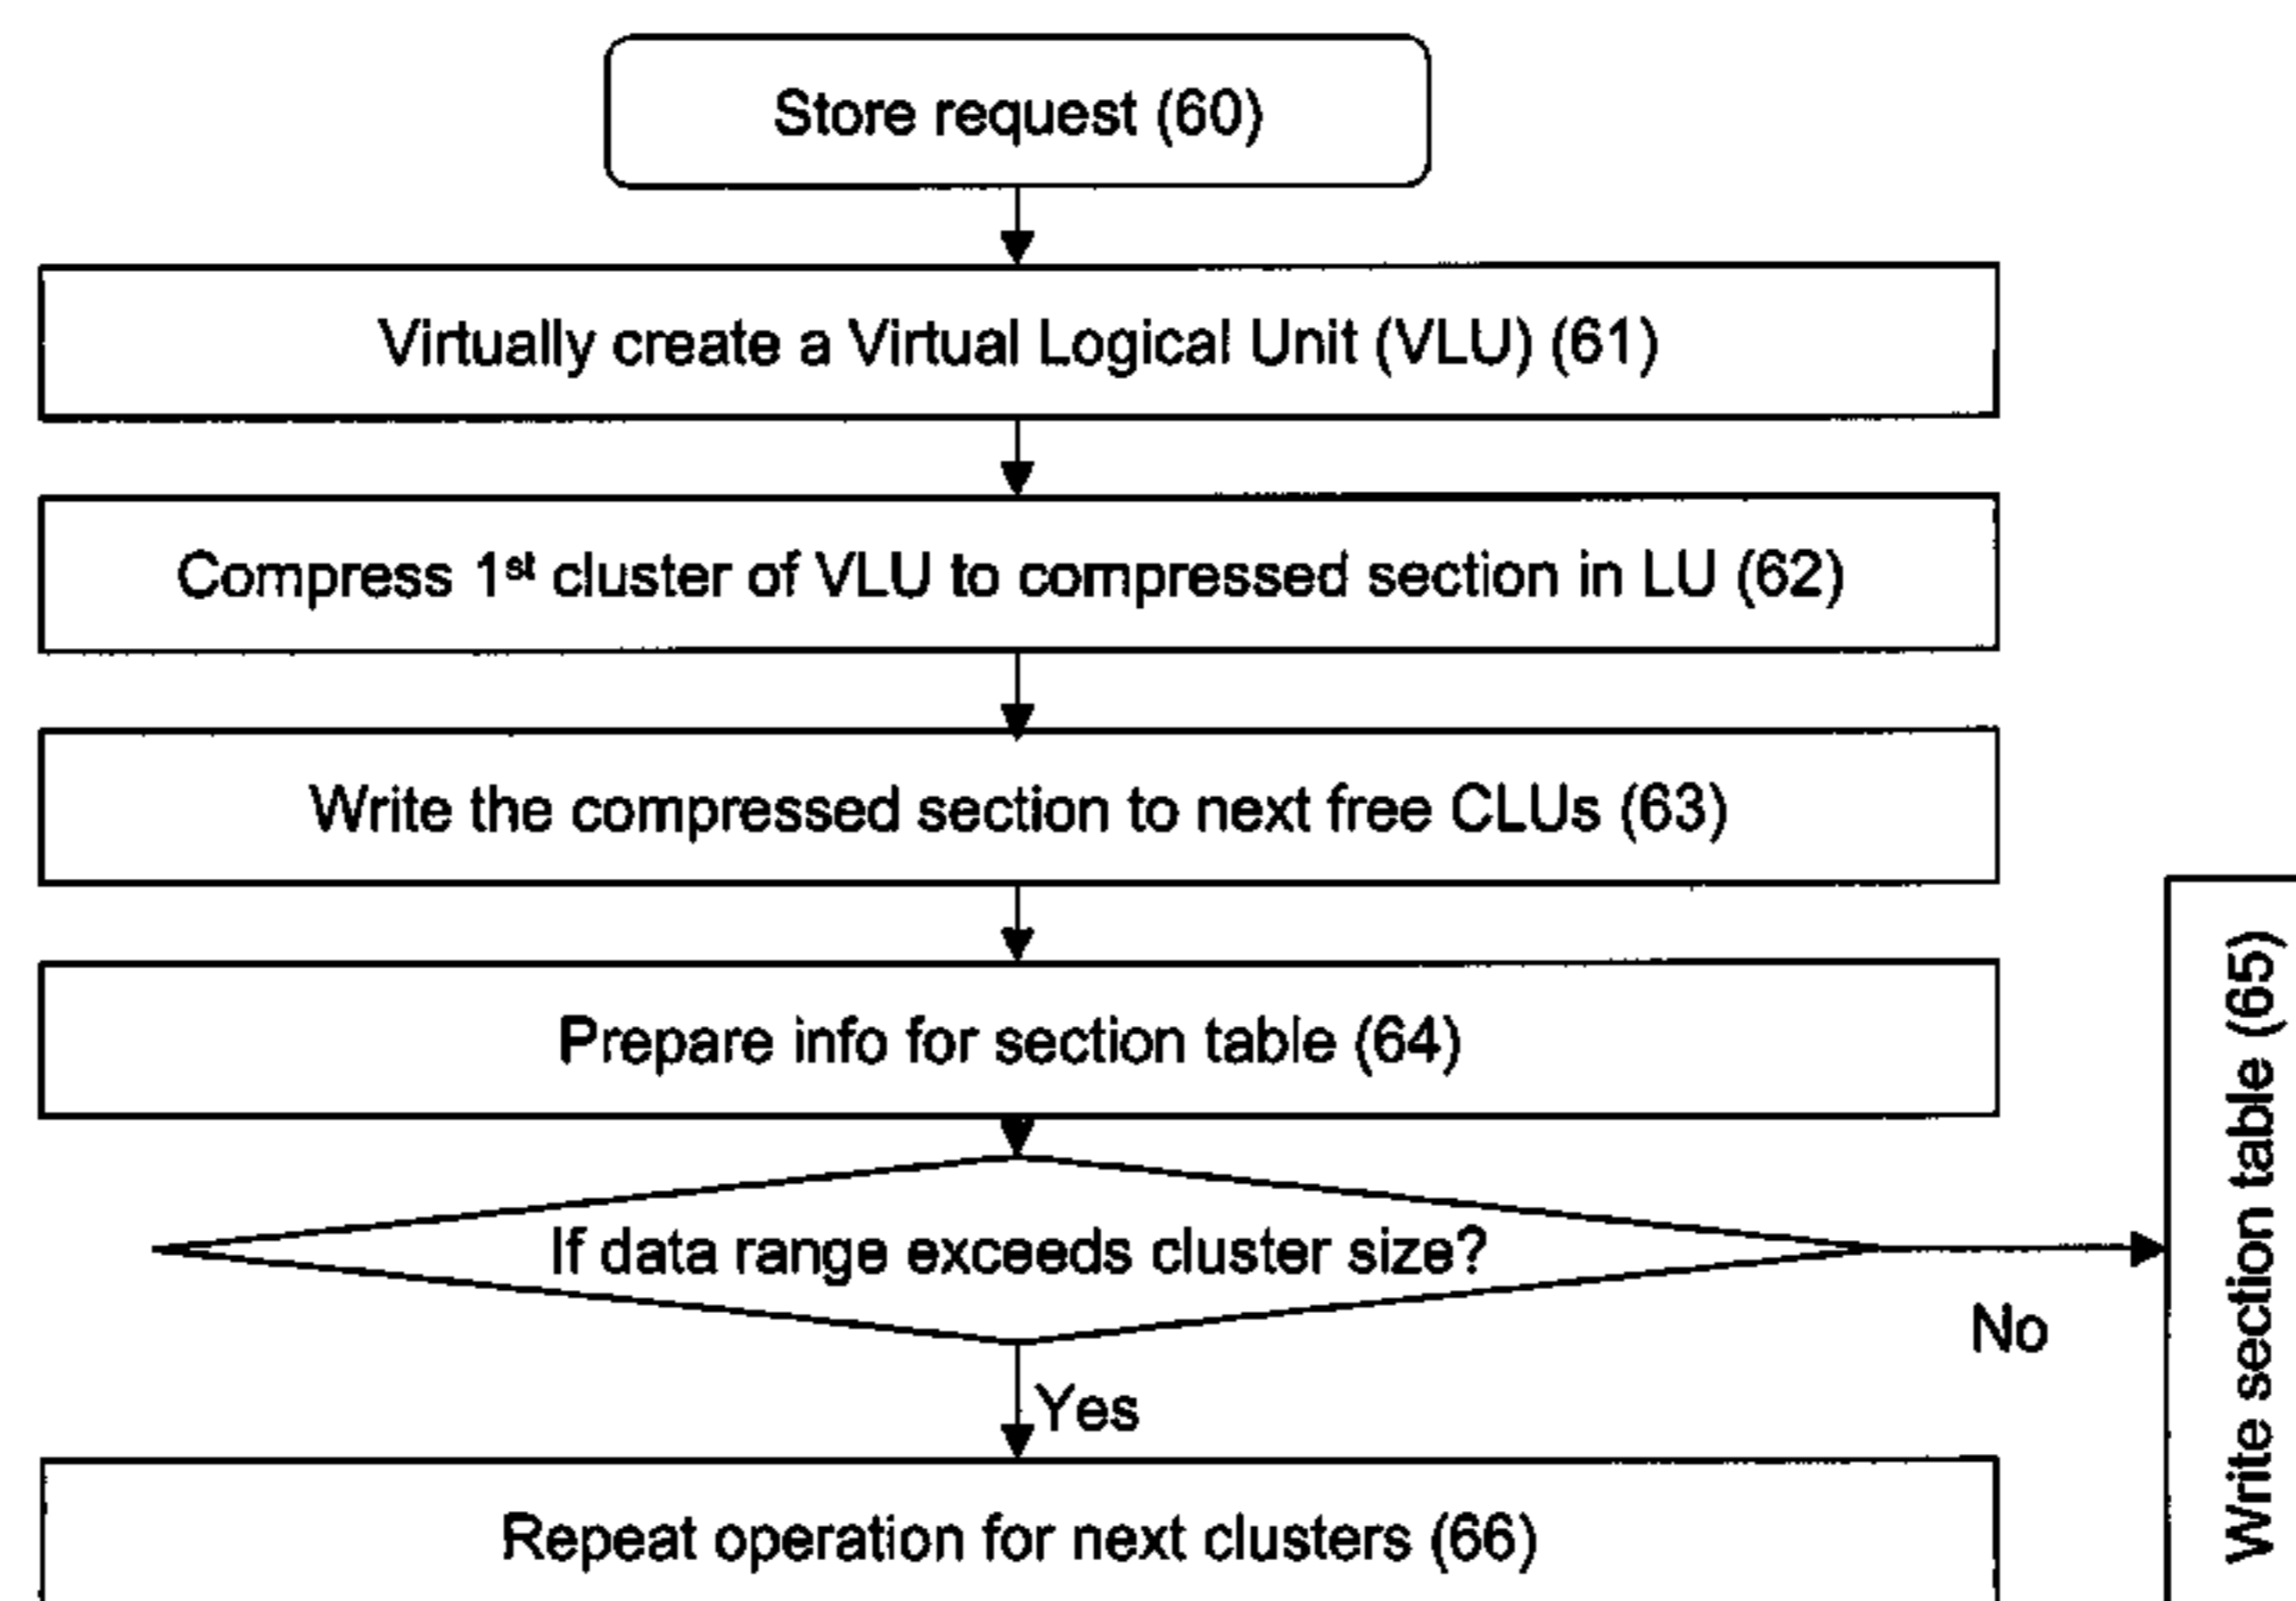 Store request (60)
Virtually create a Virtual Logical Unit (VLU) (61)
Compress 1st cluster of VLU to compressed section in LU (62)
Write the compressed section to next free CLUs (63)
Prepare info for section table (64)
If data range exceeds cluster size?
No
Write section table (65)
Yes
Repeat operation for next clusters (66)